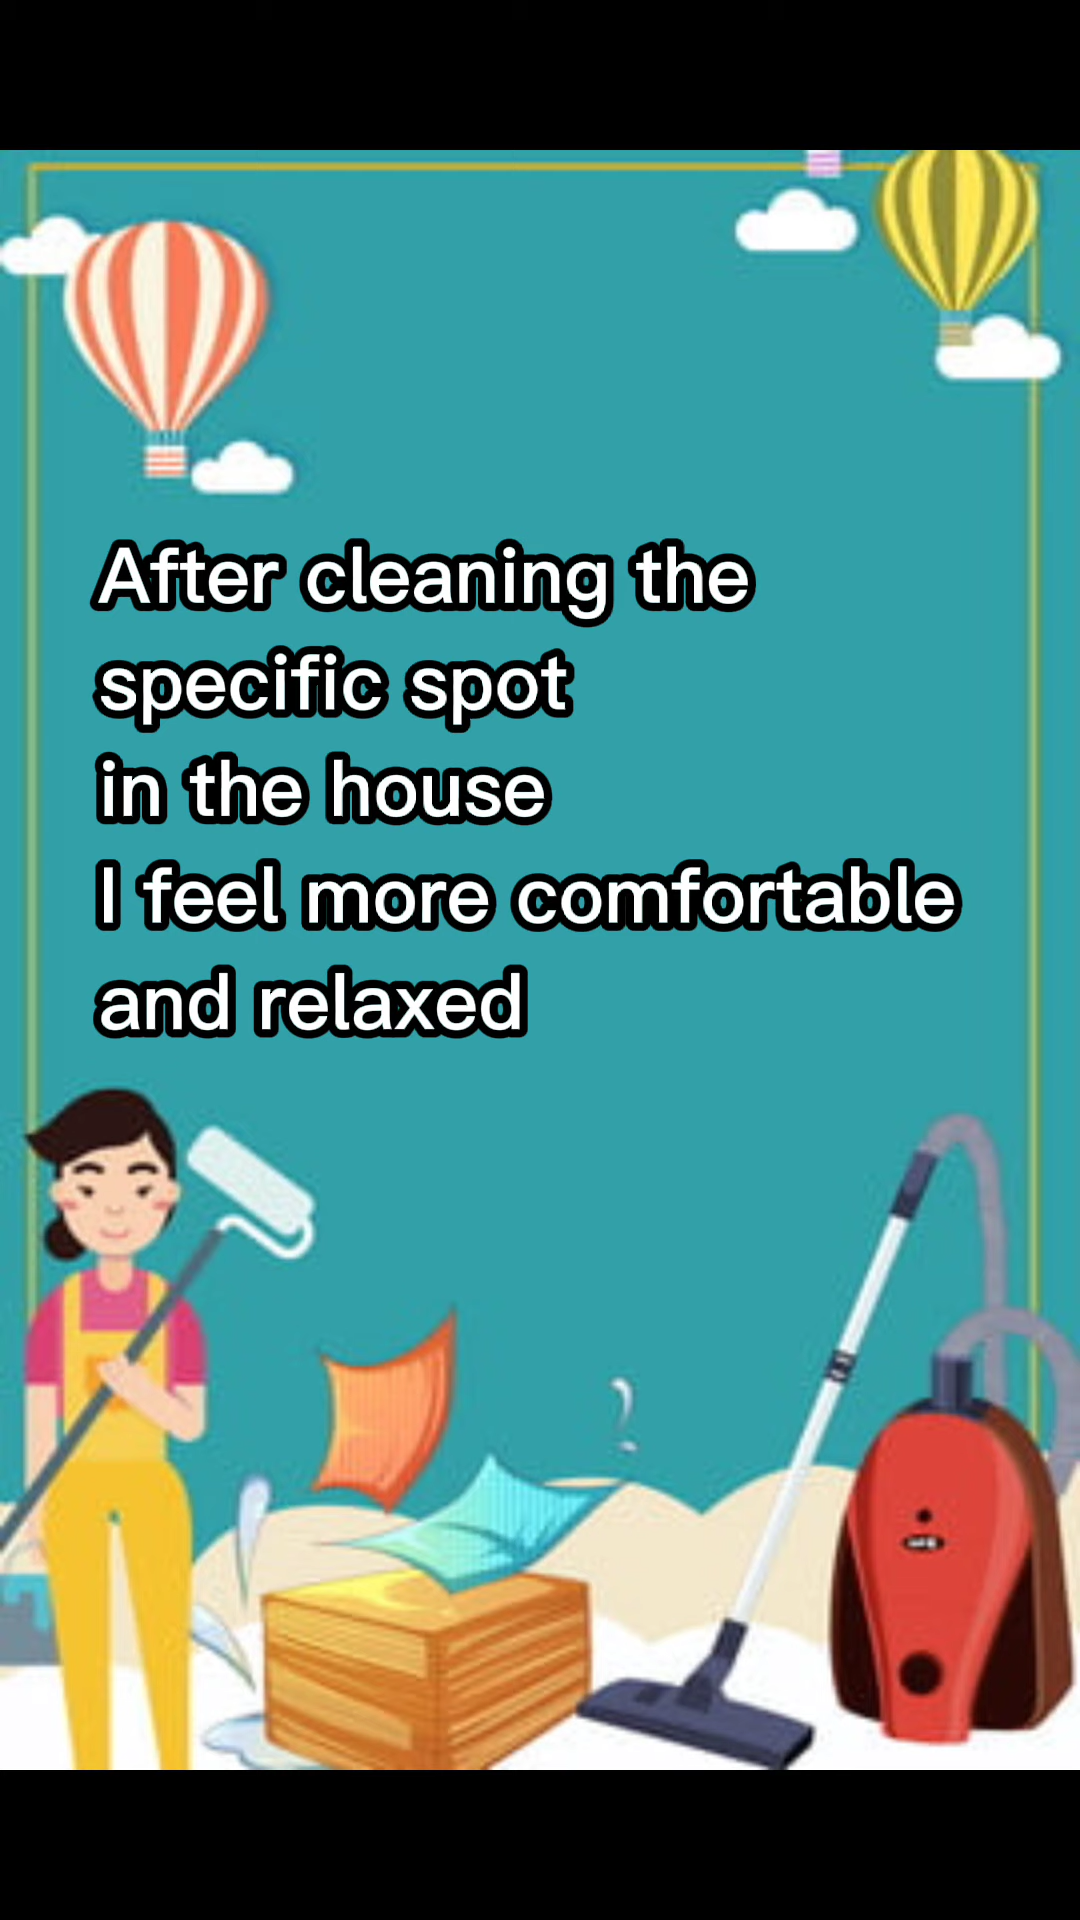 After cleaning the
specific spot
in the house
I feel more comfortable
and relaxed